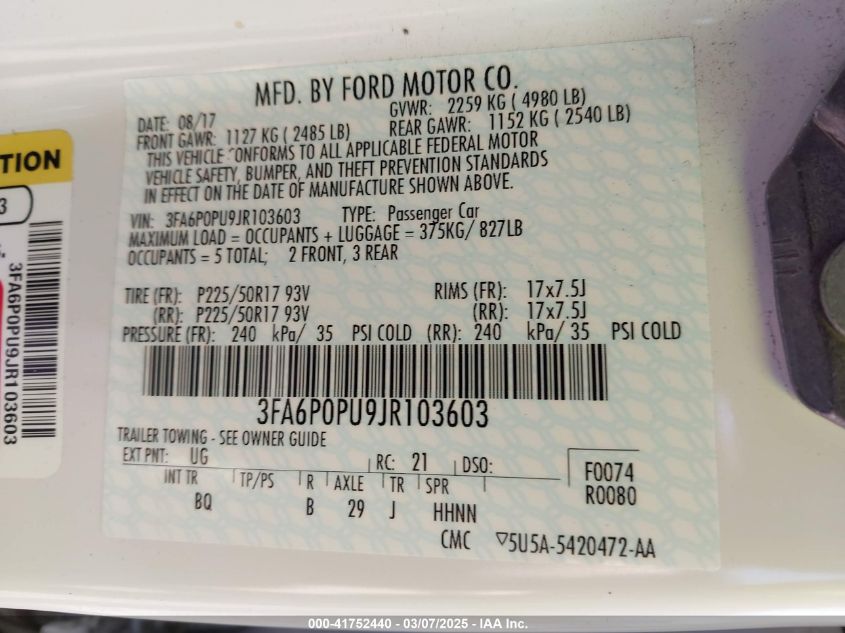 MFD. BY FORD MOTOR CO.
DATE: 08/17 GVWR: 2259 KG ( 4980 LB)
FRONT GAWR: 1127 KG ( 2485 LB) REAR GAWR: 1152 KG ( 2540 LB)
THIS VEHICLE CONFORMS TO ALL APPLICABLE FEDERAL MOTOR
VEHICLE SAFETY, BUMPER, AND THEFT PREVENTION STANDARDS
IN EFFECT ON THE DATE OF MANUFACTURE SHOWN ABOVE.
VIN: 3FA6P0PU9JR103603 TYPE: Passenger Car
MAXIMUM LOAD = OCCUPANTS + LUGGAGE = 375KG/ 827LB
OCCUPANTS = 5 TOTAL; 2 FRONT, 3 REAR
TIRE (FR): P225/50R17 93V RIMS (FR): 17x7.5J
(RR): P225/50R17 93V (RR): 17x7.5J
PRESSURE (FR): 240 kPa/ 35 PSI COLD (RR): 240 kPa/ 35 PSI COLD
3FA6P0PU9JR103603
TRAILER TOWING - SEE OWNER GUIDE
EXT PNT: UG RC: 21 DSO:
INT TR TP/PS R AXLE TR SPR
BQ B 29 J HHNN
F0074
R0080
CMC ▽5U5A-5420472-AA
TION
3
3FA6P0PU9JR103603
000-41752440 - 03/07/2025 - IAA Inc.